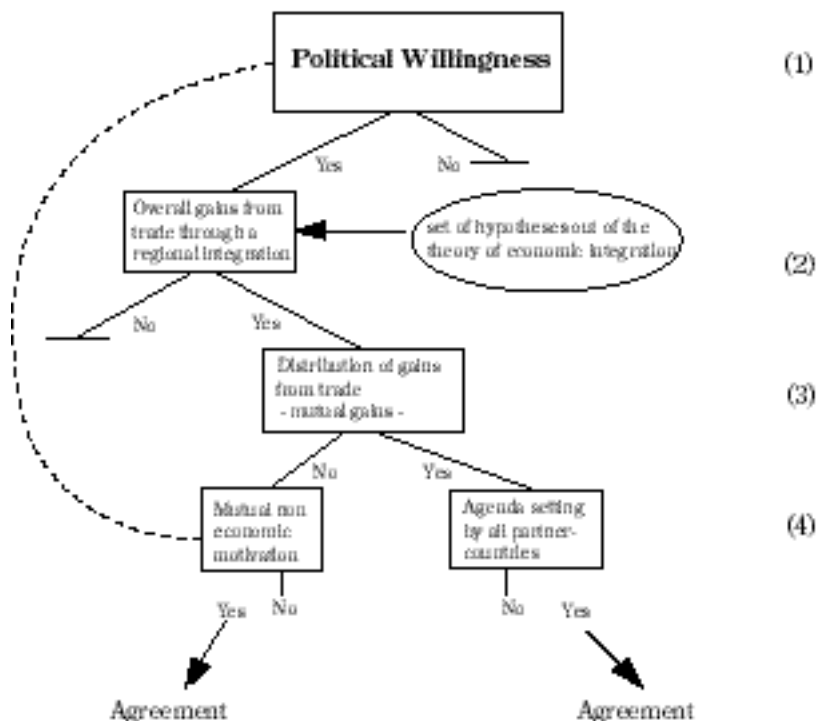 Political Willingness
(1)
Yes
No
Overall gains from
trade through a
regional integration
set of hypotheses out of the
theory of economic integration
(2)
No
Yes
Distribution of gains
from trade
- mutual gains -
(3)
No
Yes
Mutual non
economic
motivation
Agenda setting
by all partner-
countries
(4)
Yes
No
No
Yes
Agreement
Agreement